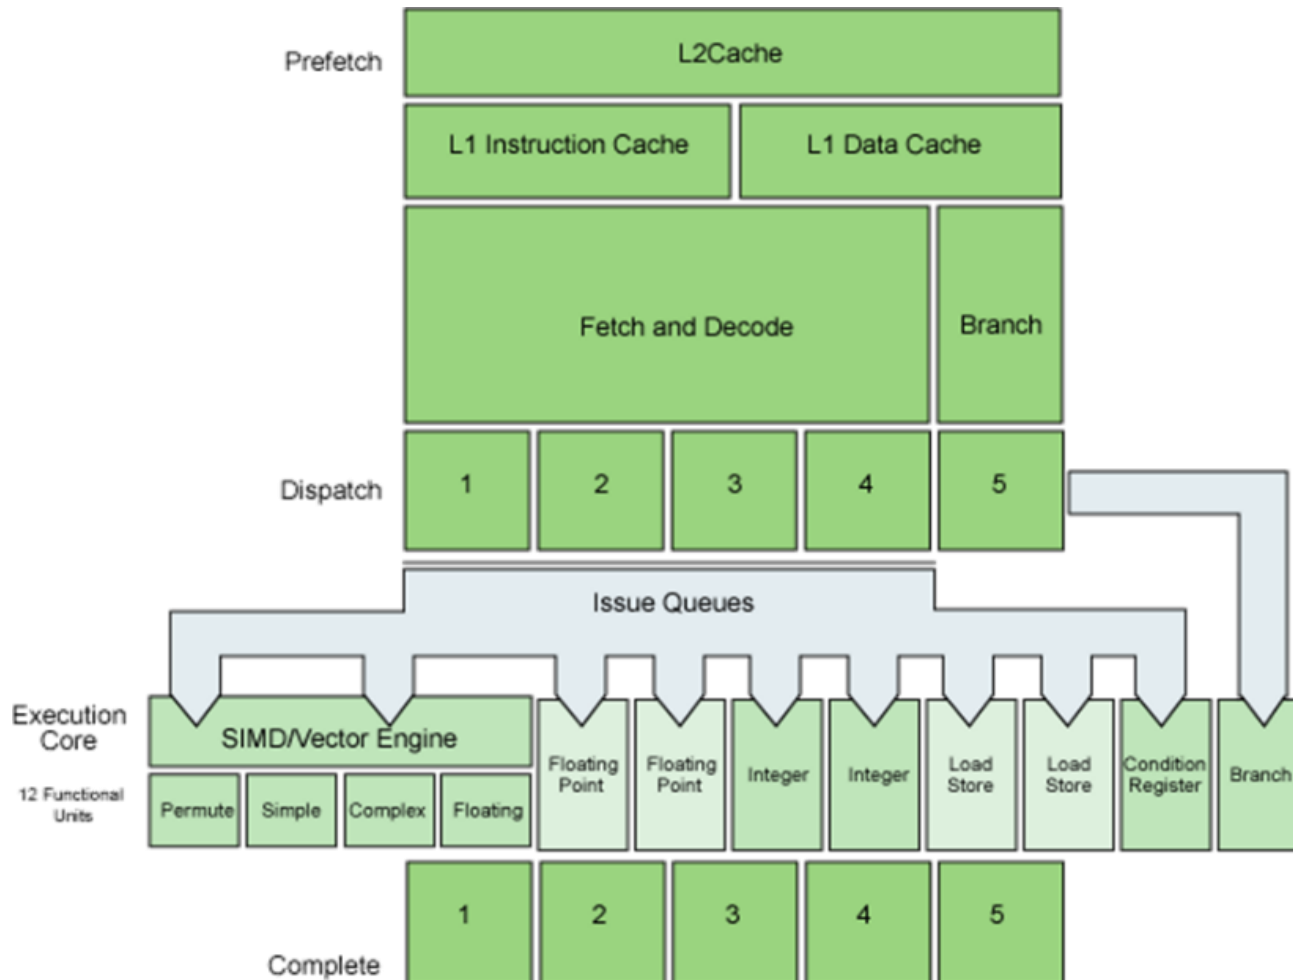 Prefetch
L2Cache
L1 Instruction Cache
L1 Data Cache
Fetch and Decode
Branch
Dispatch
1
2
3
4
5
Issue Queues
Execution
Core
SIMD/Vector Engine
12 Functional
Units
Permute
Simple
Complex
Floating
Floating
Point
Floating
Point
Integer
Integer
Load
Store
Load
Store
Condition
Register
Branch
1
2
3
4
5
Complete